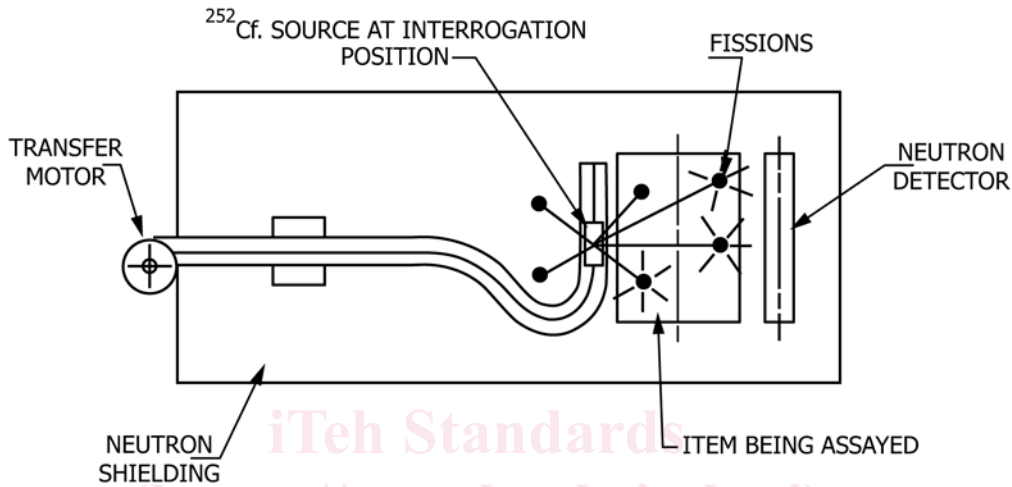 252Cf. SOURCE AT INTERROGATION
POSITION
FISSIONS
TRANSFER
MOTOR
NEUTRON
DETECTOR
NEUTRON
SHIELDING
ITEM BEING ASSAYED
iTeh Standards